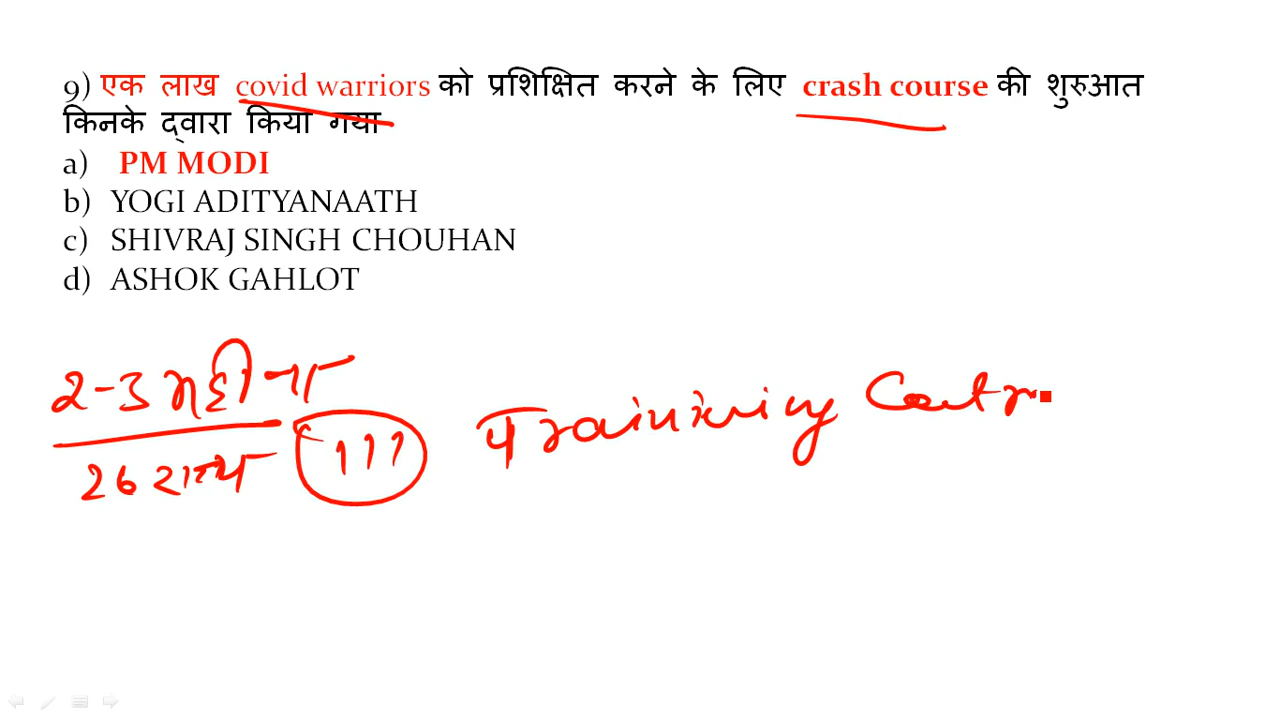 9) एक लाख covid warriors को प्रशिक्षित करने के लिए crash course की शुरुआत
किनके द्वारा किया गया
a) PM MODI
b) YOGI ADITYANAATH
c) SHIVRAJ SINGH CHOUHAN
d) ASHOK GAHLOT
2-3 महीना
26 राज्य 111 Training Centr